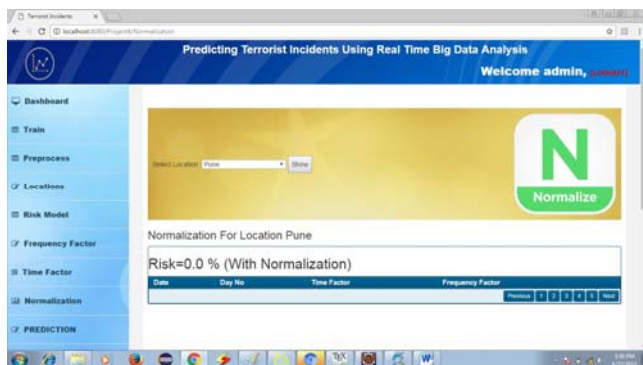 Terrorist Incidents
localhost:8080/Project4/Normalization
Predicting Terrorist Incidents Using Real Time Big Data Analysis
Welcome admin, (Logout)
Dashboard
Train
Preprocess
Locations
Risk Model
Frequency Factor
Time Factor
Normalization
PREDICTION
Select Location Pune Show
N
Normalize
Normalization For Location Pune
Risk=0.0 % (With Normalization)
Date Day No Time Factor Frequency Factor
Previous 1 2 3 4 5 Next
W